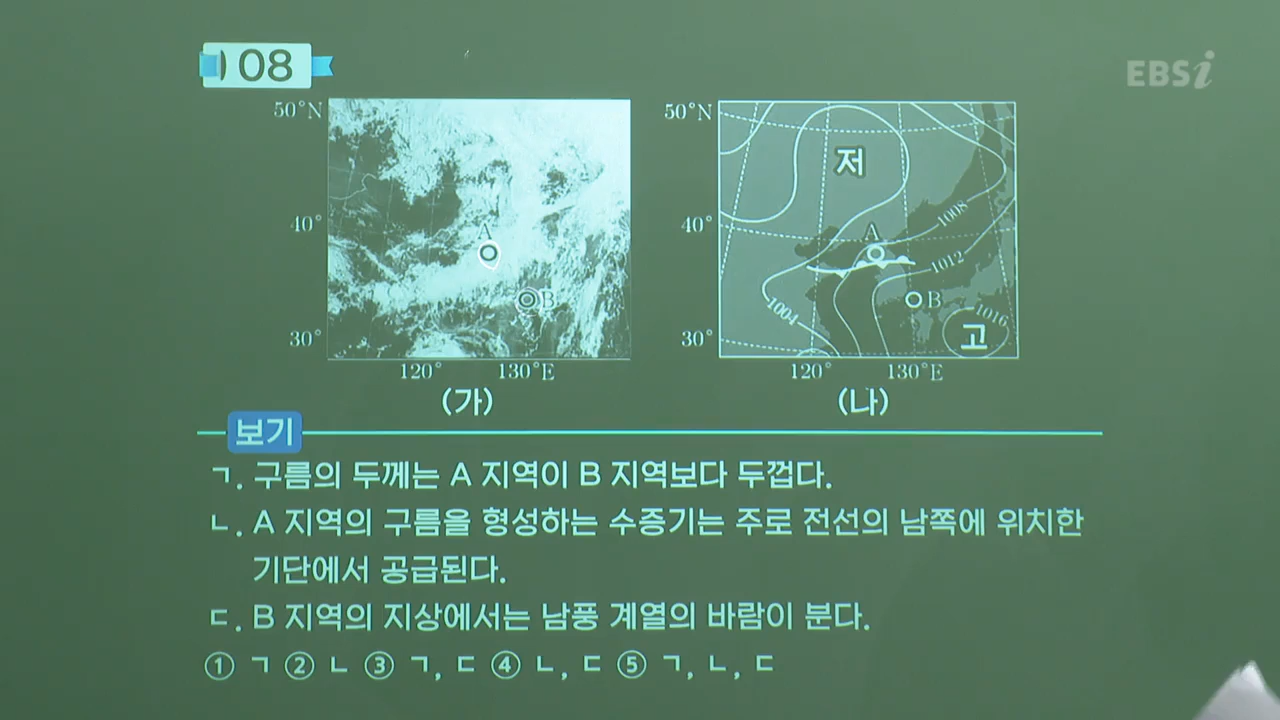 08
EBSi
50°N
40°
30°
A
B
120°
130°E
(가)
50°N
40°
30°
저
A
B
1008
1012
1004
1016
고
120°
130°E
(나)
보기
ㄱ. 구름의 두께는 A 지역이 B 지역보다 두껍다.
ㄴ. A 지역의 구름을 형성하는 수증기는 주로 전선의 남쪽에 위치한
기단에서 공급된다.
ㄷ. B 지역의 지상에서는 남풍 계열의 바람이 분다.
① ㄱ ② ㄴ ③ ㄱ, ㄷ ④ ㄴ, ㄷ ⑤ ㄱ, ㄴ, ㄷ